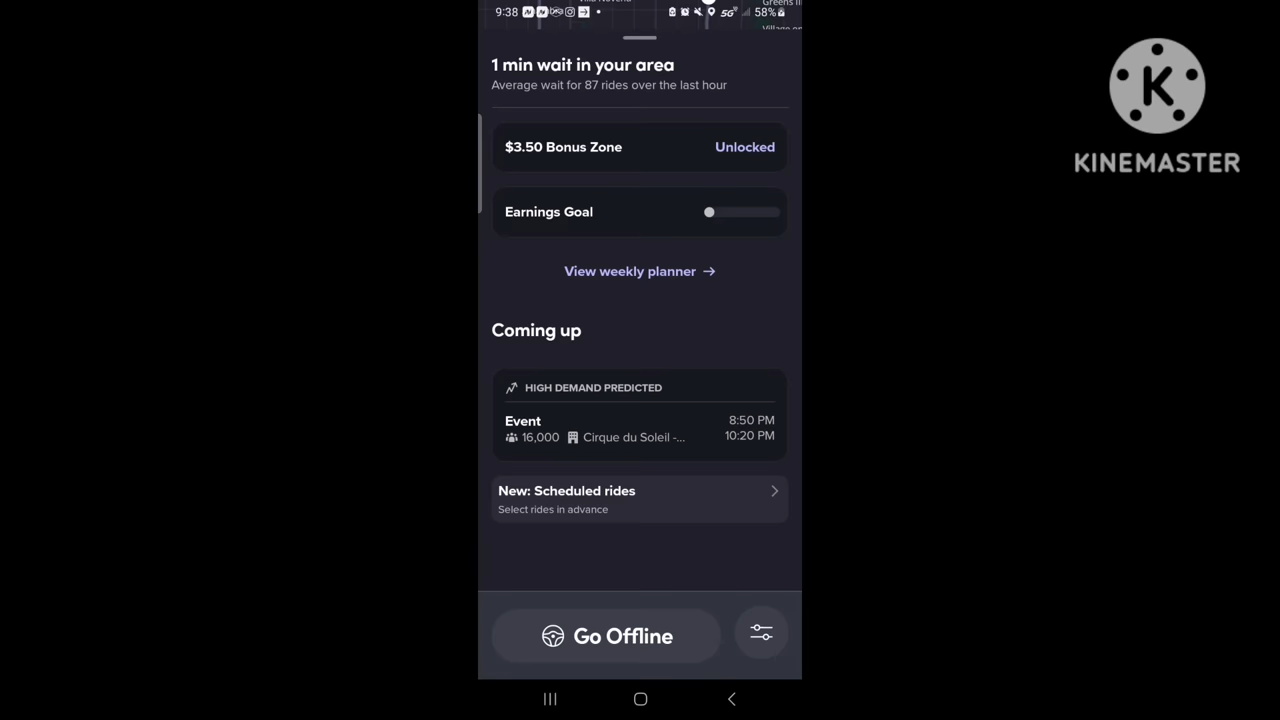 9:38
5G 58%
1 min wait in your area
Average wait for 87 rides over the last hour
$3.50 Bonus Zone Unlocked
Earnings Goal
View weekly planner →
Coming up
HIGH DEMAND PREDICTED
Event 8:50 PM
16,000 Cirque du Soleil -... 10:20 PM
New: Scheduled rides
Select rides in advance
Go Offline
K
KINEMASTER